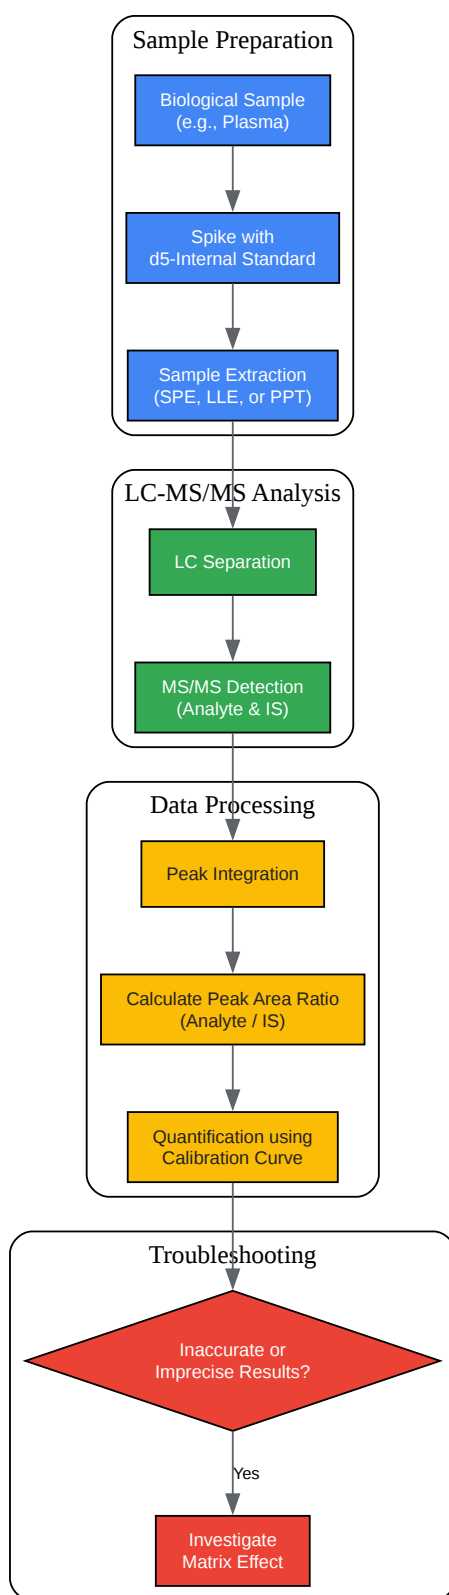 Sample Preparation
Biological Sample
(e.g., Plasma)
Spike with
d5-Internal Standard
Sample Extraction
(SPE, LLE, or PPT)
LC-MS/MS Analysis
LC Separation
MS/MS Detection
(Analyte & IS)
Data Processing
Peak Integration
Calculate Peak Area Ratio
(Analyte / IS)
Quantification using
Calibration Curve
Troubleshooting
Inaccurate or
Imprecise Results?
Yes
Investigate
Matrix Effect